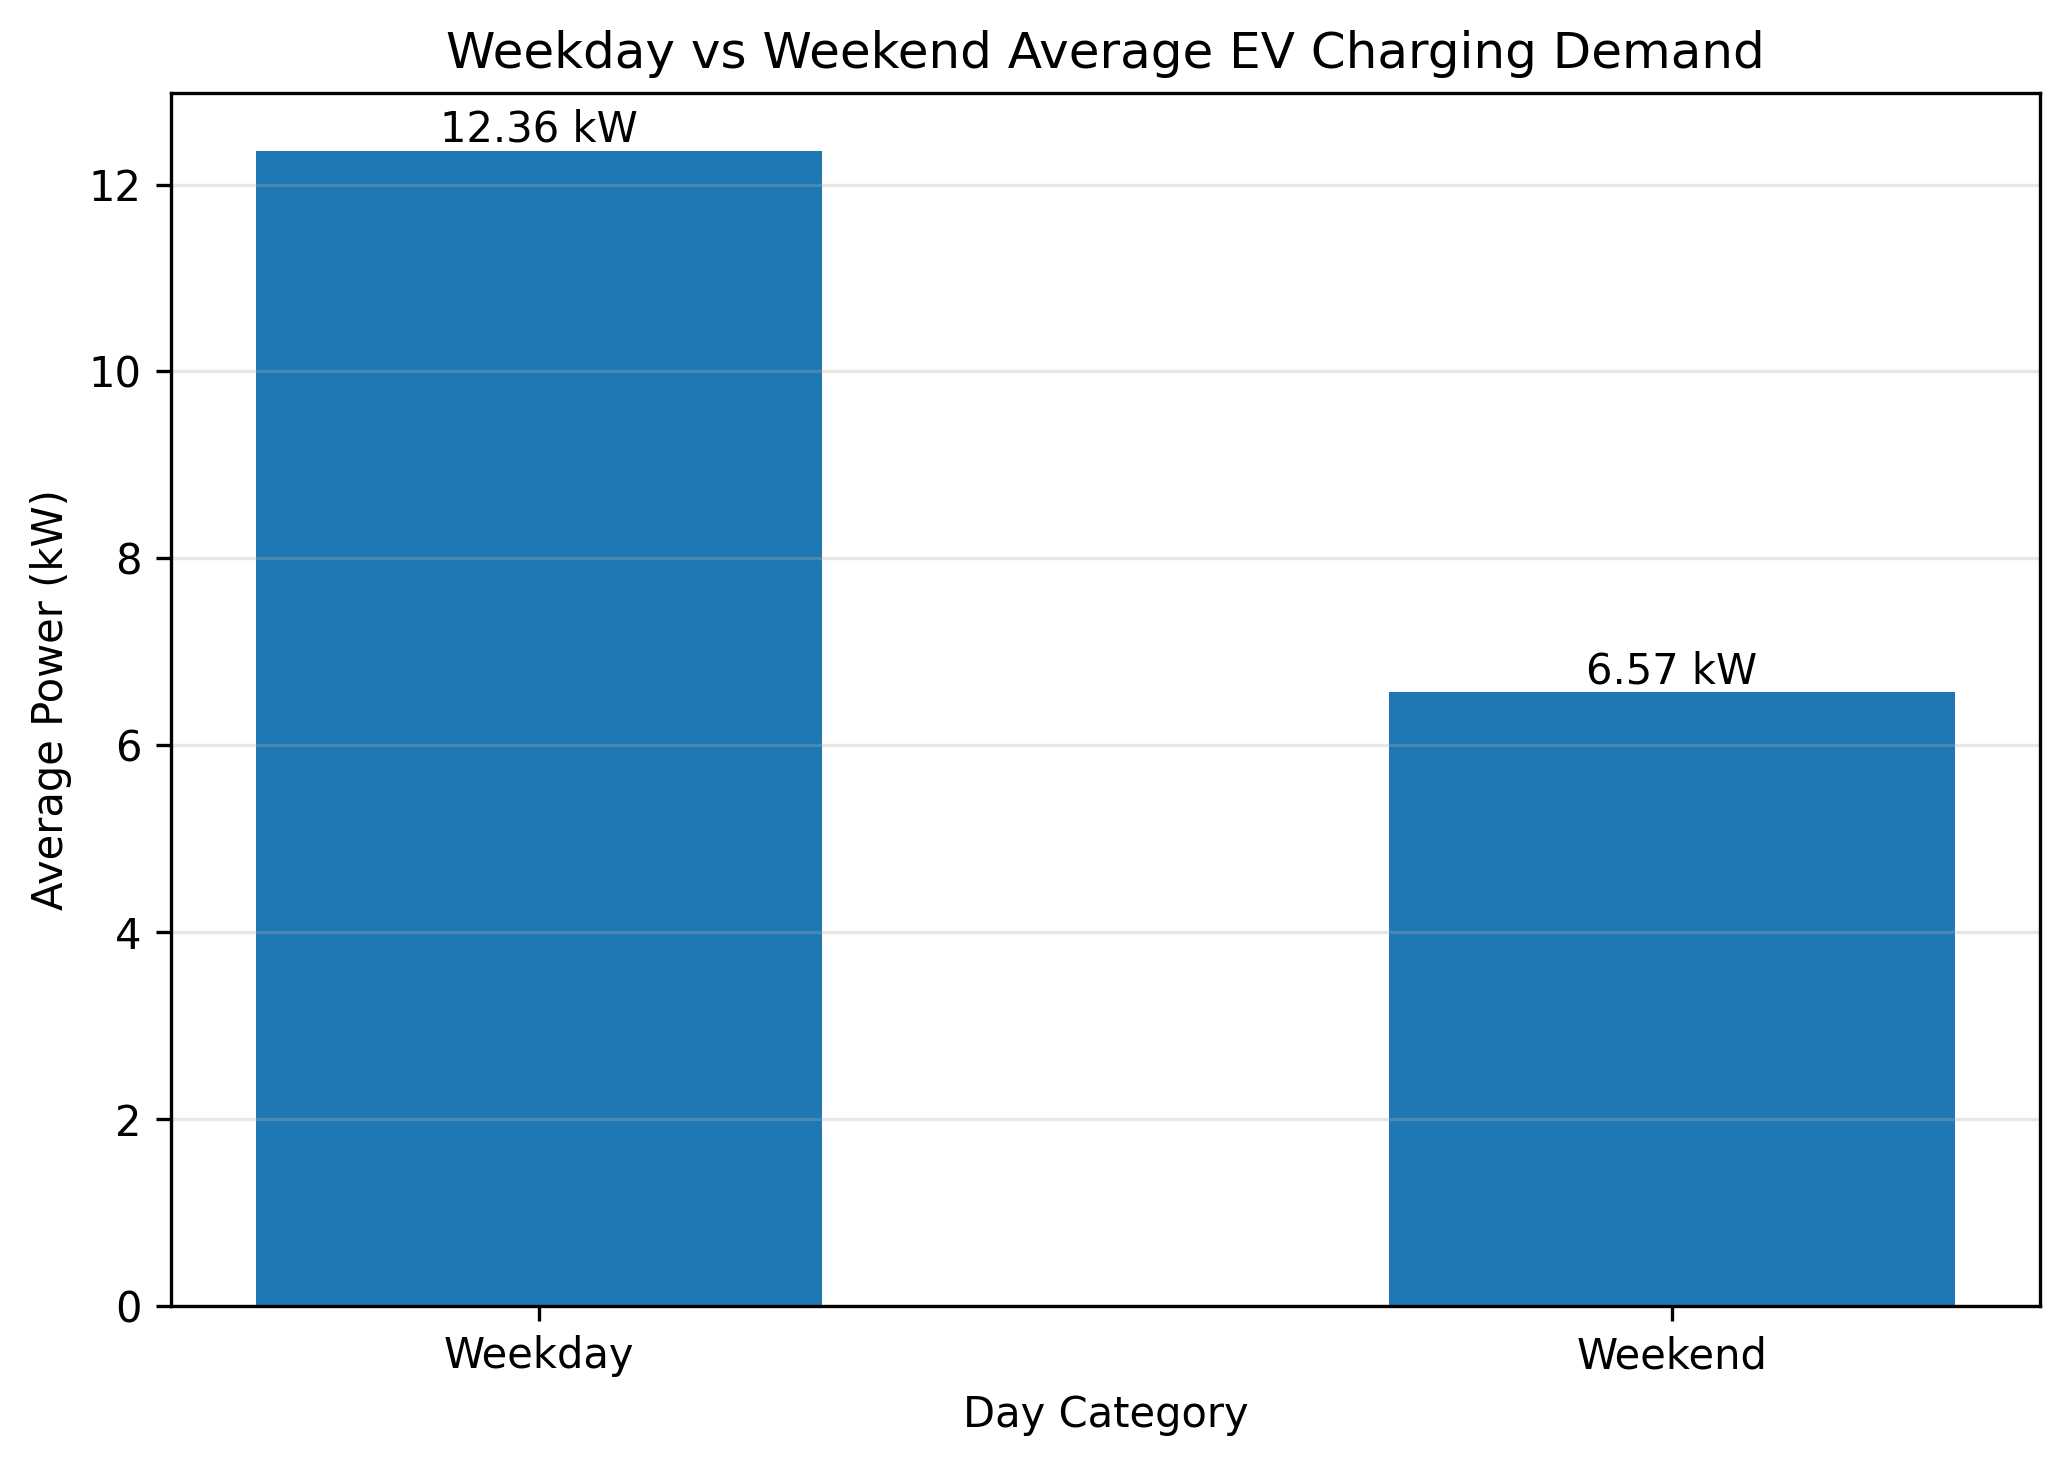 Weekday vs Weekend Average EV Charging Demand
12.36 kW
6.57 kW
12
10
8
6
4
2
0
Average Power (kW)
Weekday
Weekend
Day Category